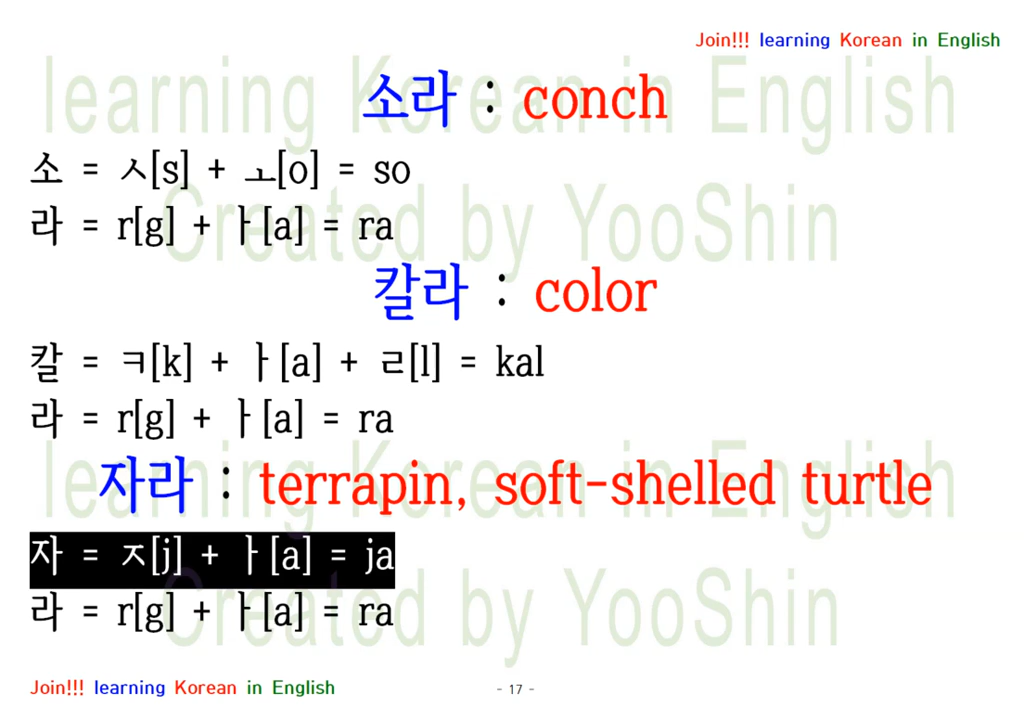 Join!!! learning Korean in English
learning Korean in English
소라 : conch
소 = ㅅ[s] + ㅗ[o] = so
Created by YooShin
라 = r[g] + ㅏ[a] = ra
칼라 : color
칼 = ㅋ[k] + ㅏ[a] + ㄹ[l] = kal
라 = r[g] + ㅏ[a] = ra
learning Korean in English
자라 : terrapin, soft-shelled turtle
자 = ㅈ[j] + ㅏ[a] = ja
Created by YooShin
라 = r[g] + ㅏ[a] = ra
Join!!! learning Korean in English
- 17 -